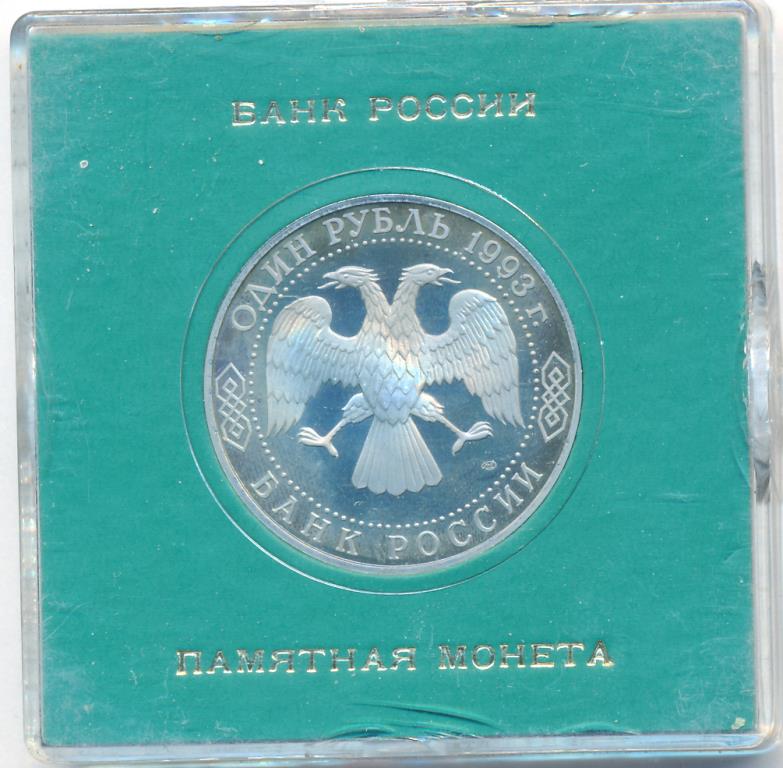 БАНК РОССИИ
ОДИН РУБЛЬ 1993 г.
БАНК РОССИИ
ПАМЯТНАЯ МОНЕТА